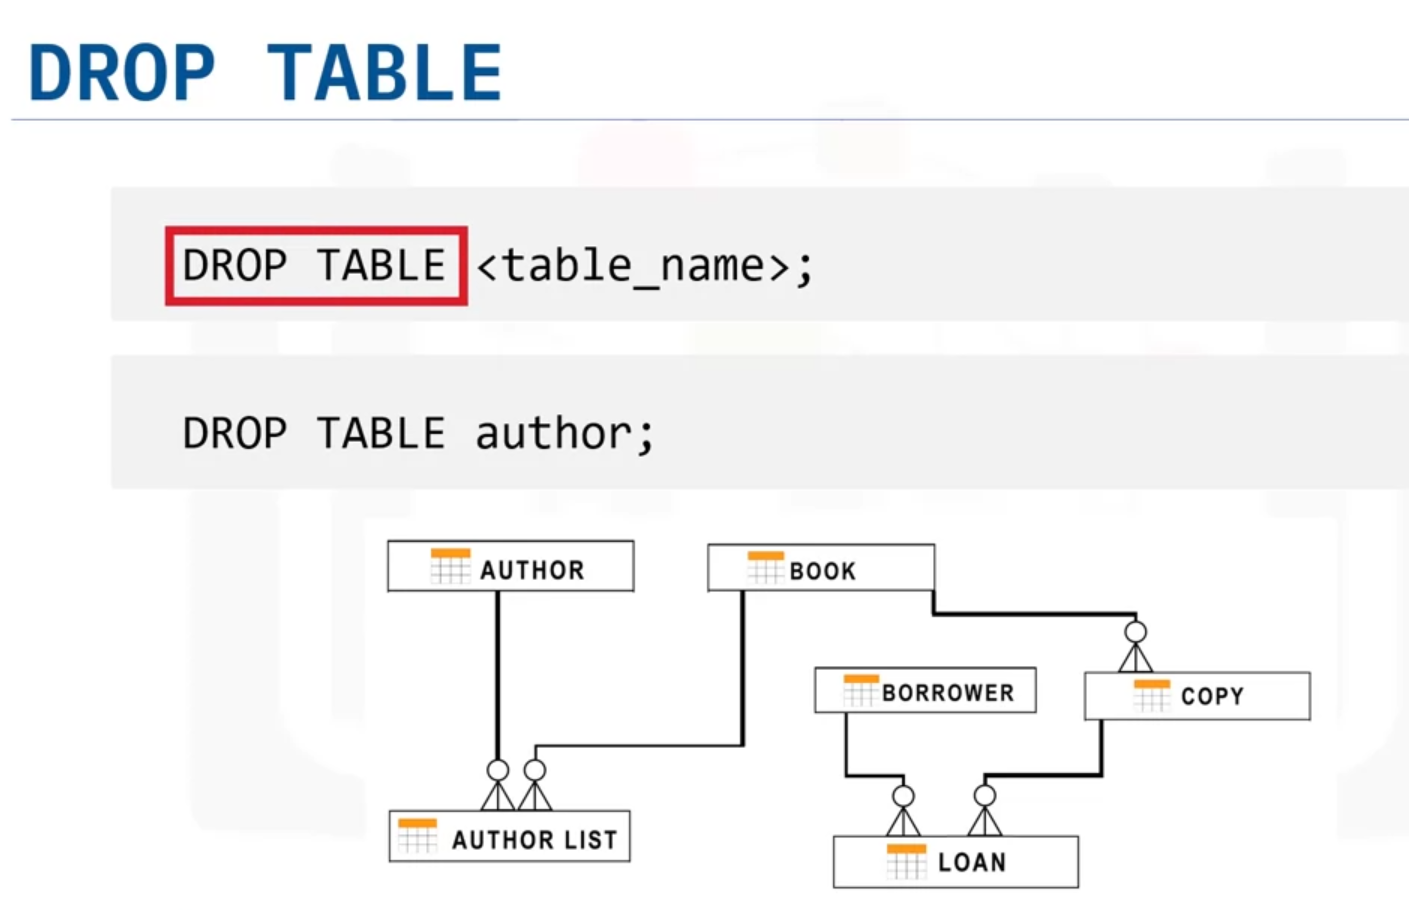 DROP TABLE
DROP TABLE <table_name>;
DROP TABLE author;
AUTHOR
BOOK
BORROWER
COPY
AUTHOR LIST
LOAN